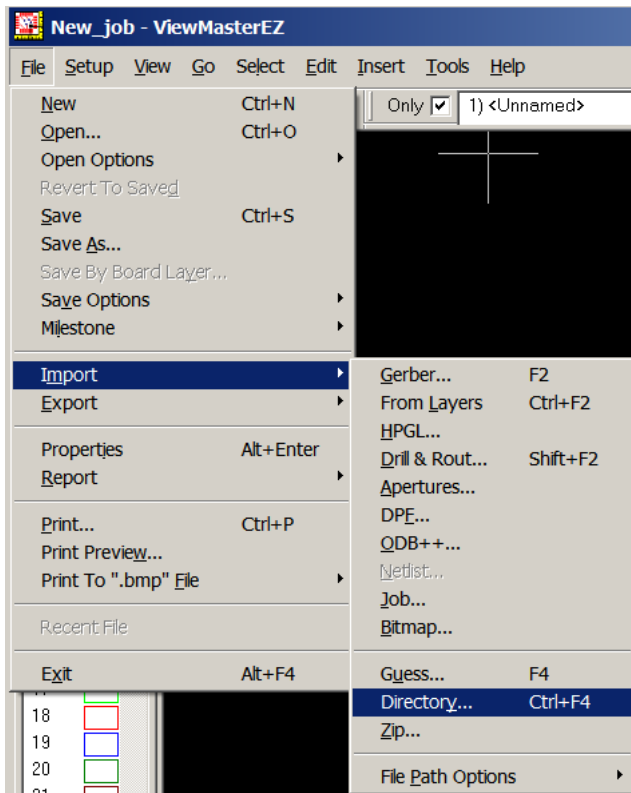 New_job - ViewMasterEZ
File Setup View Go Select Edit Insert Tools Help
Only 1) <Unnamed>
New Ctrl+N
Open... Ctrl+O
Open Options
Revert To Saved
Save Ctrl+S
Save As...
Save By Board Layer...
Save Options
Milestone
Import
Export
Properties Alt+Enter
Report
Print... Ctrl+P
Print Preview...
Print To ".bmp" File
Recent File
Exit Alt+F4
Gerber... F2
From Layers Ctrl+F2
HPGL...
Drill & Rout... Shift+F2
Apertures...
DPF...
ODB++...
Netlist...
Job...
Bitmap...
Guess... F4
Directory... Ctrl+F4
Zip...
File Path Options
18
19
20